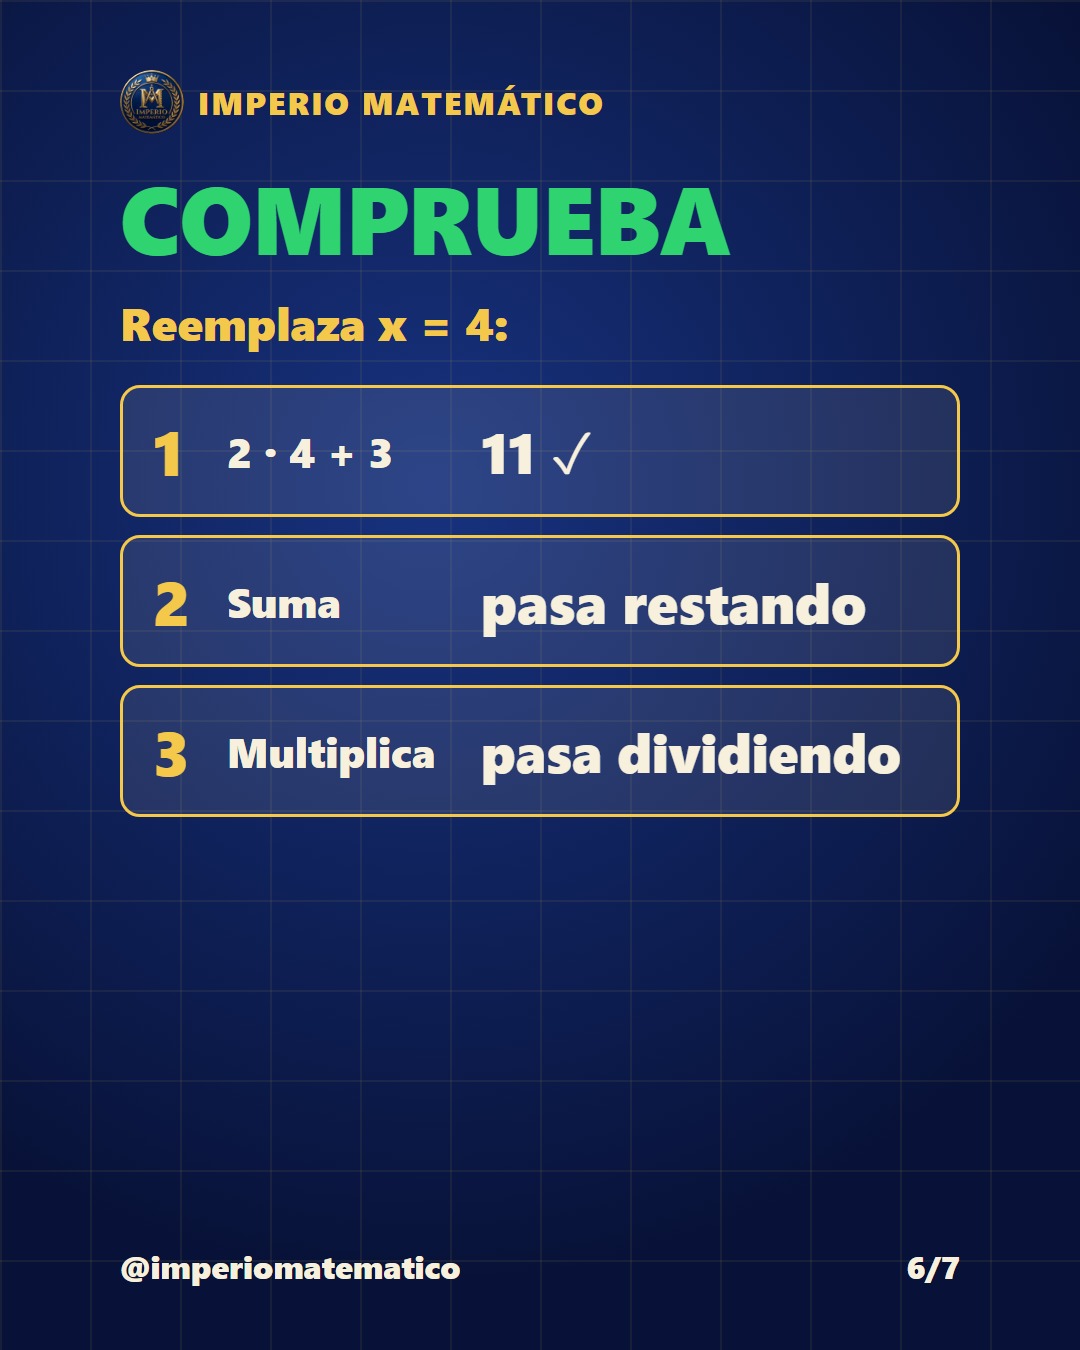 IMPERIO MATEMÁTICO
COMPRUEBA
Reemplaza x = 4:
1 2 · 4 + 3 11 ✓
2 Suma pasa restando
3 Multiplica pasa dividiendo
@imperiomatematico 6/7